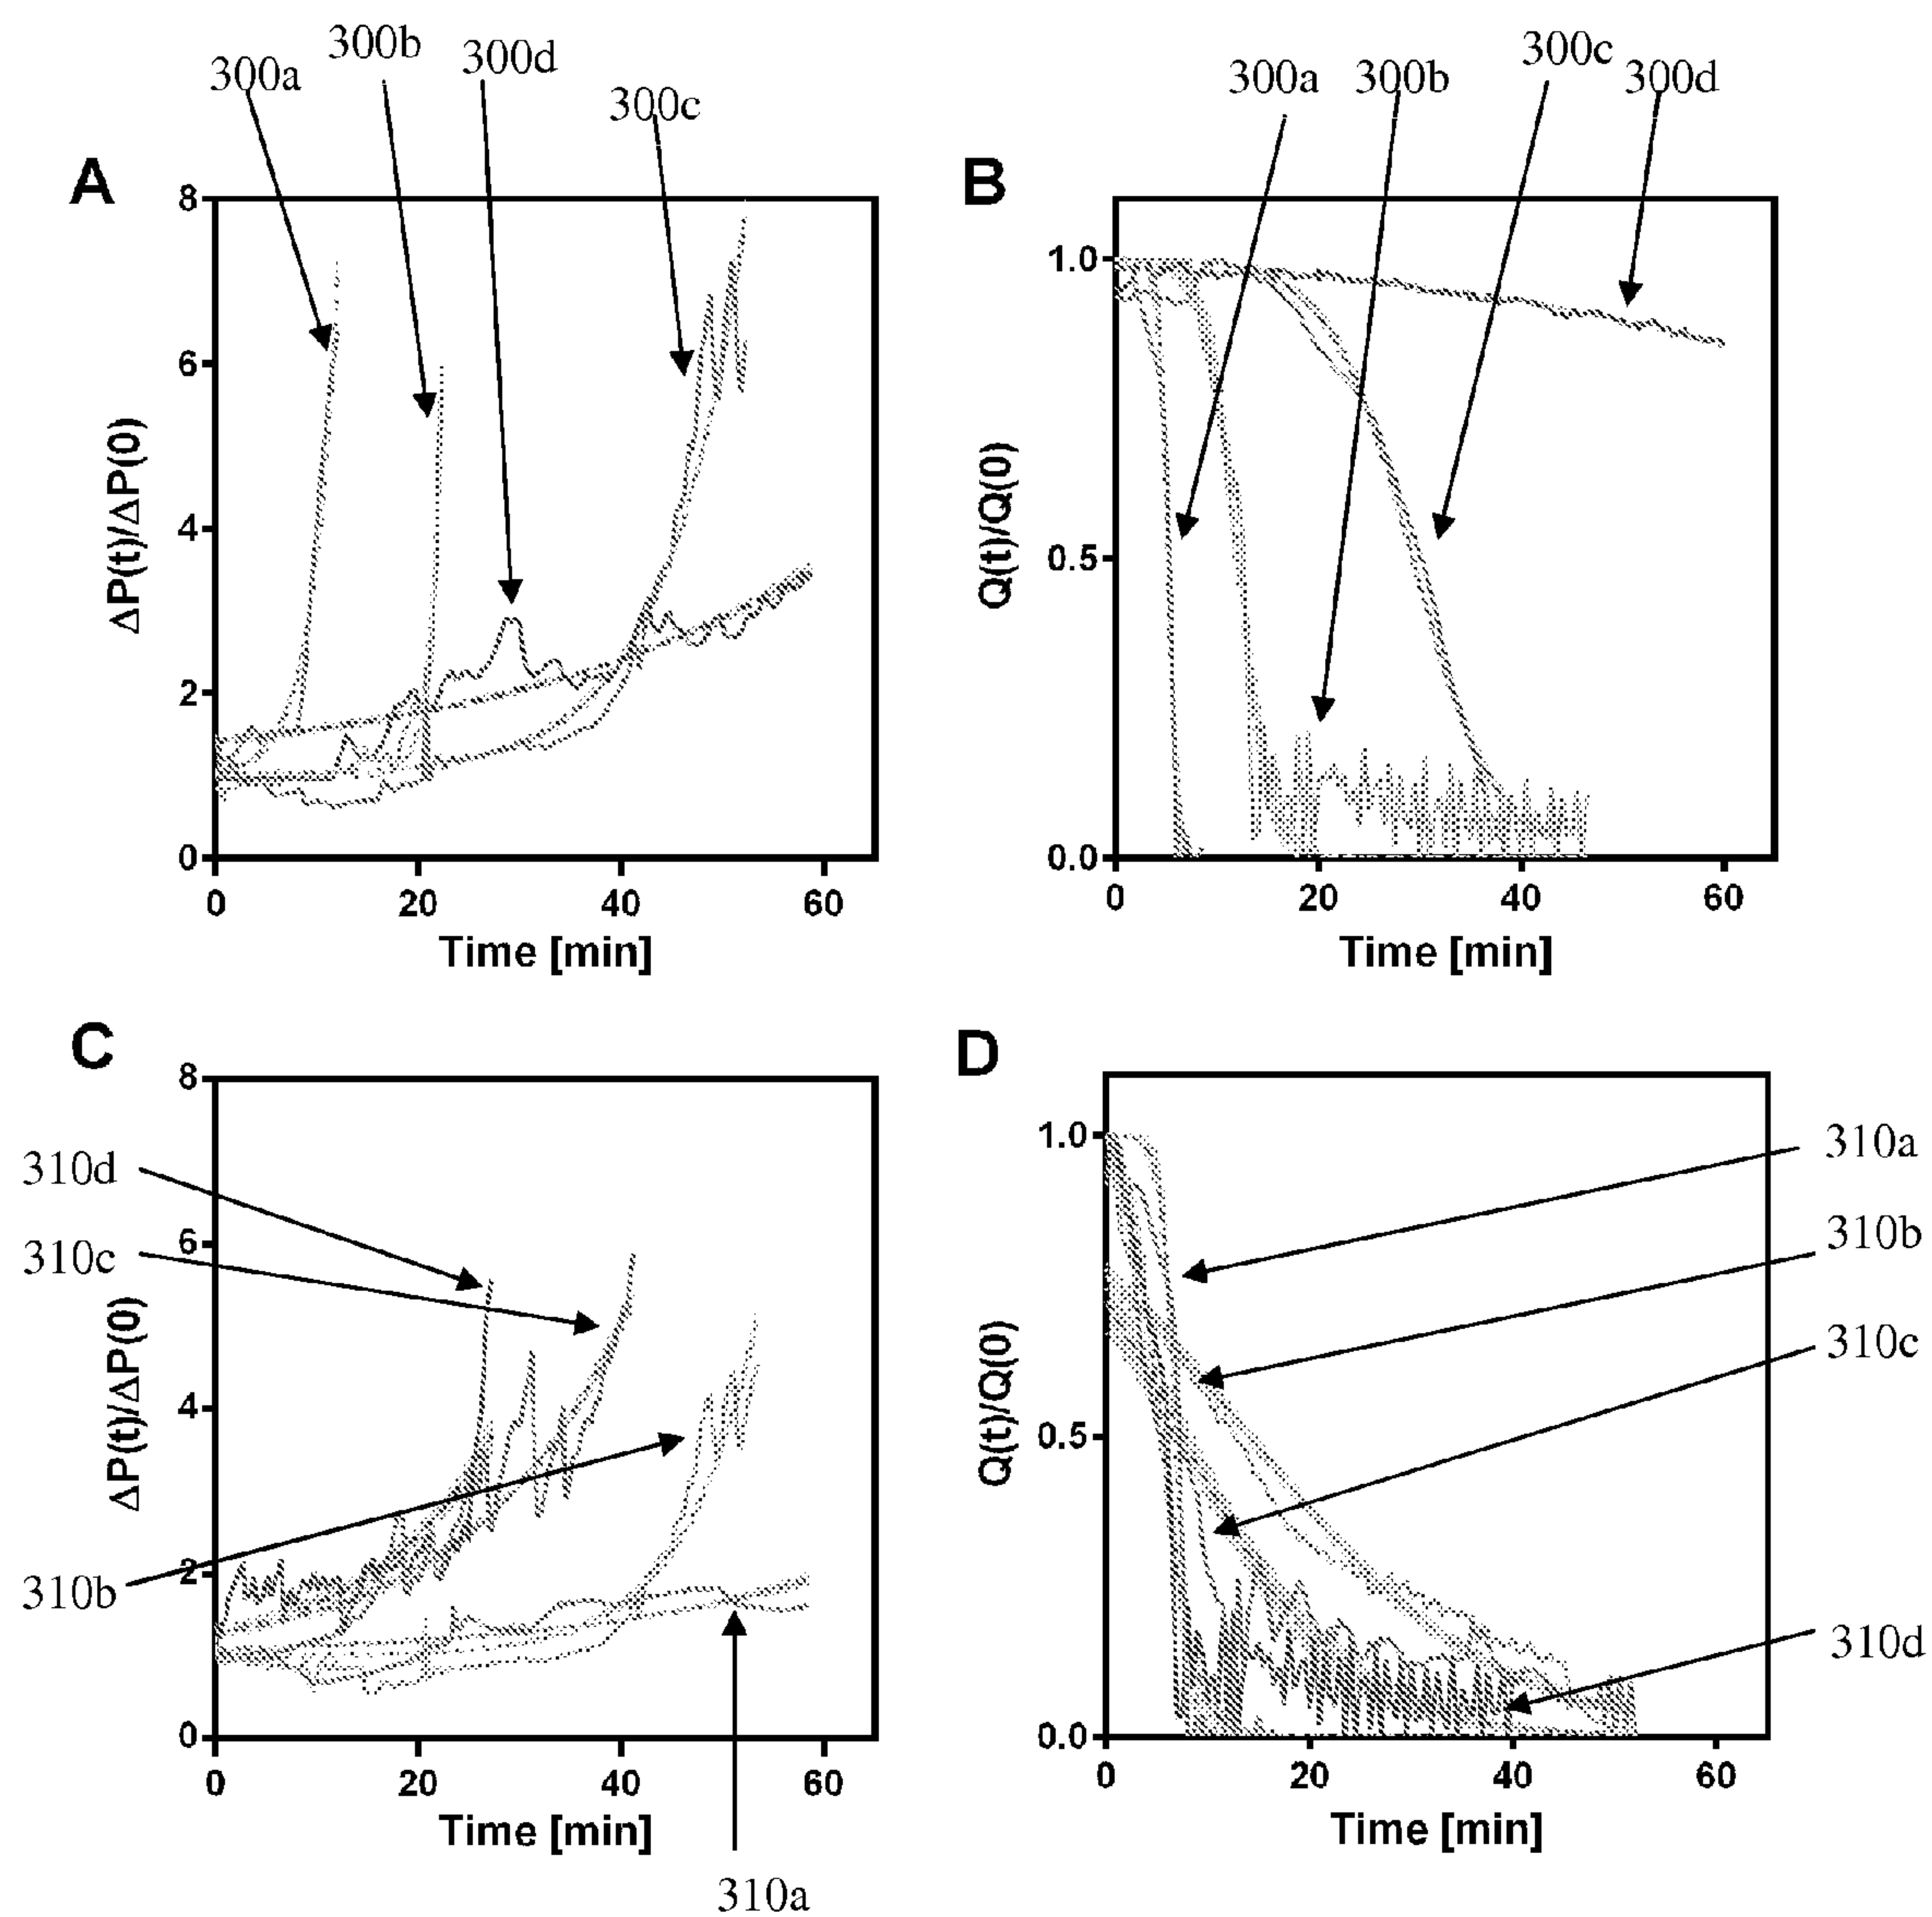 300a 300b 300d 300c
300a 300b 300c 300d
A
8
6
4
2
0
ΔP(t)/ΔP(0)
0 20 40 60
Time [min]
B
1.0
0.5
0.0
Q(t)/Q(0)
0 20 40 60
Time [min]
C
8
6
4
2
0
ΔP(t)/ΔP(0)
310d
310c
310b
0 20 40 60
Time [min]
310a
D
1.0
0.5
0.0
Q(t)/Q(0)
310a
310b
310c
310d
0 20 40 60
Time [min]